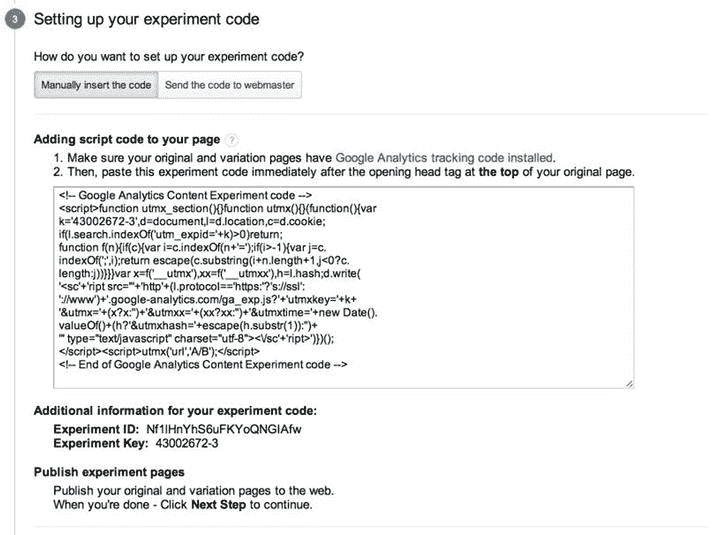 3 Setting up your experiment code
How do you want to set up your experiment code?
Manually insert the code Send the code to webmaster
Adding script code to your page ?
1. Make sure your original and variation pages have Google Analytics tracking code installed.
2. Then, paste this experiment code immediately after the opening head tag at the top of your original page.
<!-- Google Analytics Content Experiment code -->
<script>function utmx_section(){}function utmx(){}(function(){var
k='43002672-3',d=document,l=d.location,c=d.cookie;
if(l.search.indexOf('utm_expid='+k)>0)return;
function f(n){if(c){var i=c.indexOf(n+'=');if(i>-1){var j=c.
indexOf(';',i);return escape(c.substring(i+n.length+1,j<0?c.
length:j))}}}var x=f('__utmx'),xx=f('__utmxx'),h=l.hash;d.write(
'<sc'+'ript src="'+'http'+(l.protocol=='https:'?'s://ssl':
'://www')+'.google-analytics.com/ga_exp.js?'+'utmxkey='+k+
'&utmx='+(x?x:'')+'&utmxx='+(xx?xx:'')+'&utmxtime='+new Date().
valueOf()+(h?'&utmxhash='+escape(h.substr(1)):'')+
'" type="text/javascript" charset="utf-8"><\/sc'+'ript>')})();
</script><script>utmx('url','A/B');</script>
<!-- End of Google Analytics Content Experiment code -->
Additional information for your experiment code:
Experiment ID: Nf1IHnYhS6uFKYoQNGIAfw
Experiment Key: 43002672-3
Publish experiment pages
Publish your original and variation pages to the web.
When you're done - Click Next Step to continue.